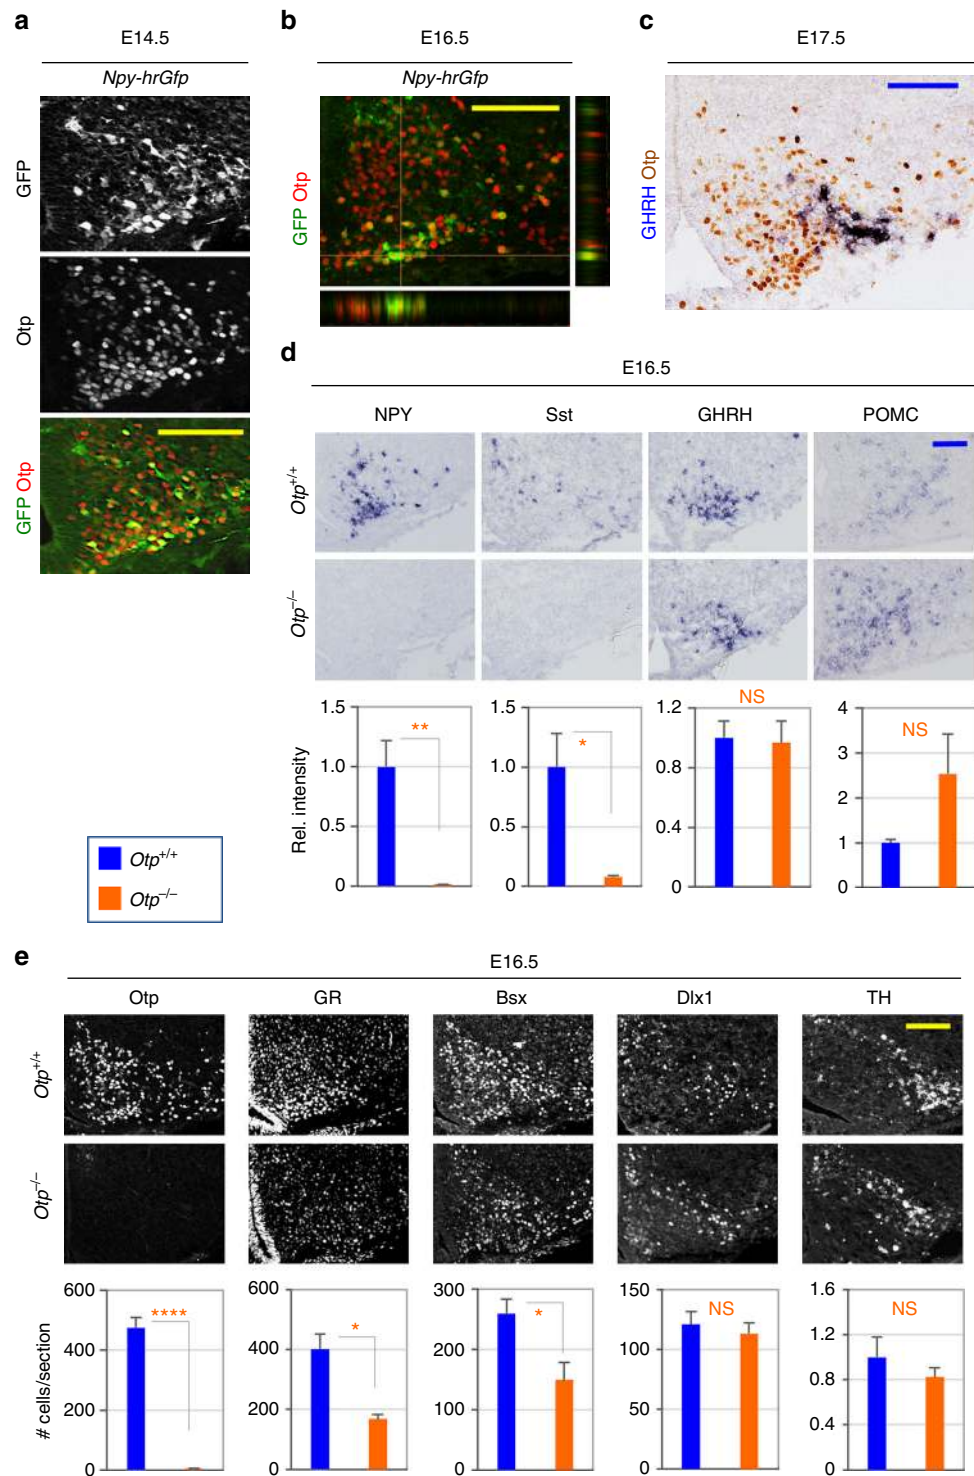 a
E14.5
Npy-hrGfp
GFP
Otp
GFP Otp
b
E16.5
Npy-hrGfp
GFP Otp
c
E17.5
GHRH Otp
d
E16.5
NPY Sst GHRH POMC
Otp+/+
Otp−/−
Rel. intensity
1.5
1.0
0.5
0
**
1.5
1.0
0.5
0
*
1.2
0.8
0.4
0
NS
4
3
2
1
0
NS
Otp+/+
Otp−/−
e
E16.5
Otp GR Bsx Dlx1 TH
Otp+/+
Otp−/−
# cells/section
600
400
200
0
****
600
400
200
0
*
300
200
100
0
*
150
100
50
0
NS
1.6
1.2
0.8
0.4
0
NS